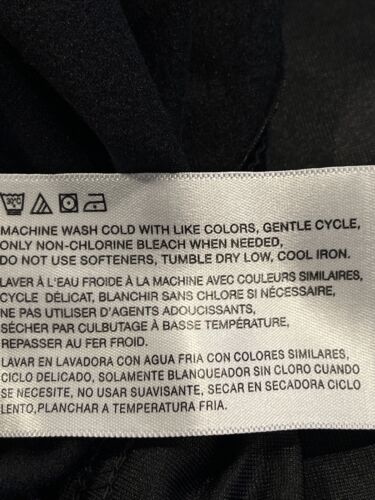 30°C
MACHINE WASH COLD WITH LIKE COLORS, GENTLE CYCLE,
ONLY NON-CHLORINE BLEACH WHEN NEEDED,
DO NOT USE SOFTENERS, TUMBLE DRY LOW, COOL IRON.
LAVER À L'EAU FROIDE À LA MACHINE AVEC COULEURS SIMILAIRES,
CYCLE DÉLICAT, BLANCHIR SANS CHLORE SI NÉCESSAIRE,
NE PAS UTILISER D'AGENTS ADOUCISSANTS,
SÉCHER PAR CULBUTAGE À BASSE TEMPÉRATURE,
REPASSER AU FER FROID.
LAVAR EN LAVADORA CON AGUA FRIA CON COLORES SIMILARES,
CICLO DELICADO, SOLAMENTE BLANQUEADOR SIN CLORO CUANDO
SE NECESITE, NO USAR SUAVISANTE, SECAR EN SECADORA CICLO
LENTO,PLANCHAR A TEMPERATURA FRIA.